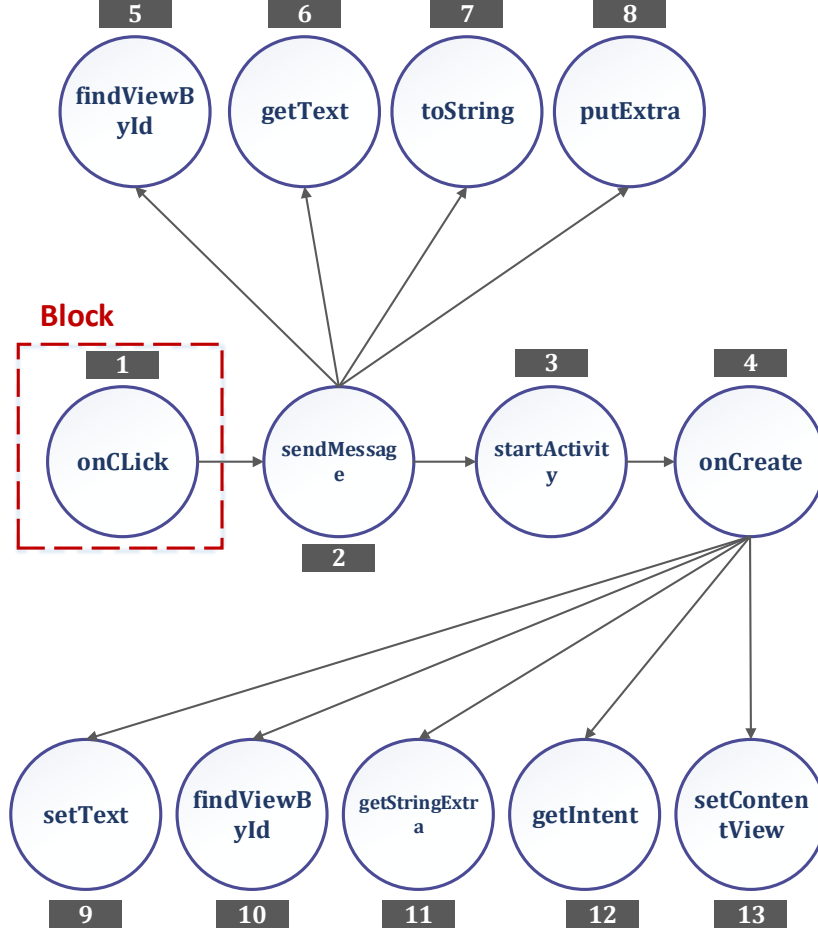 5 6 7 8
findViewB
yId
getText
toString
putExtra
Block
1
3
4
onCLick
sendMessag
e
startActivit
y
onCreate
2
setText
findViewB
yId
getStringExtr
a
getIntent
setConten
tView
9 10 11 12 13